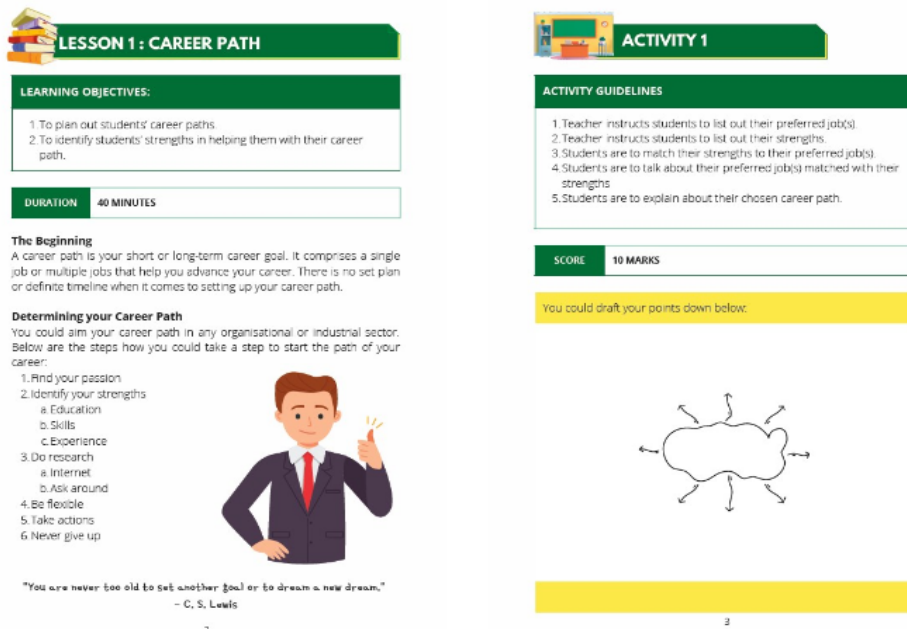 LESSON 1 : CAREER PATH
LEARNING OBJECTIVES:
1. To plan out students' career paths.
2. To identify students' strengths in helping them with their career
path.
DURATION 40 MINUTES
The Beginning
A career path is your short or long-term career goal. It comprises a single
job or multiple jobs that help you advance your career. There is no set plan
or definite timeline when it comes to setting up your career path.
Determining your Career Path
You could aim your career path in any organisational or industrial sector.
Below are the steps how you could take a step to start the path of your
career:
1. Find your passion
2. Identify your strengths
a. Education
b. Skills
c. Experience
3. Do research
a. Internet
b. Ask around
4. Be flexible
5. Take actions
6. Never give up
"You are never too old to set another goal or to dream a new dream."
– C. S. Lewis
ACTIVITY 1
ACTIVITY GUIDELINES
1. Teacher instructs students to list out their preferred job(s).
2. Teacher instructs students to list out their strengths.
3. Students are to match their strengths to their preferred job(s).
4. Students are to talk about their preferred job(s) matched with their
strengths
5. Students are to explain about their chosen career path.
SCORE 10 MARKS
You could draft your points down below:
3